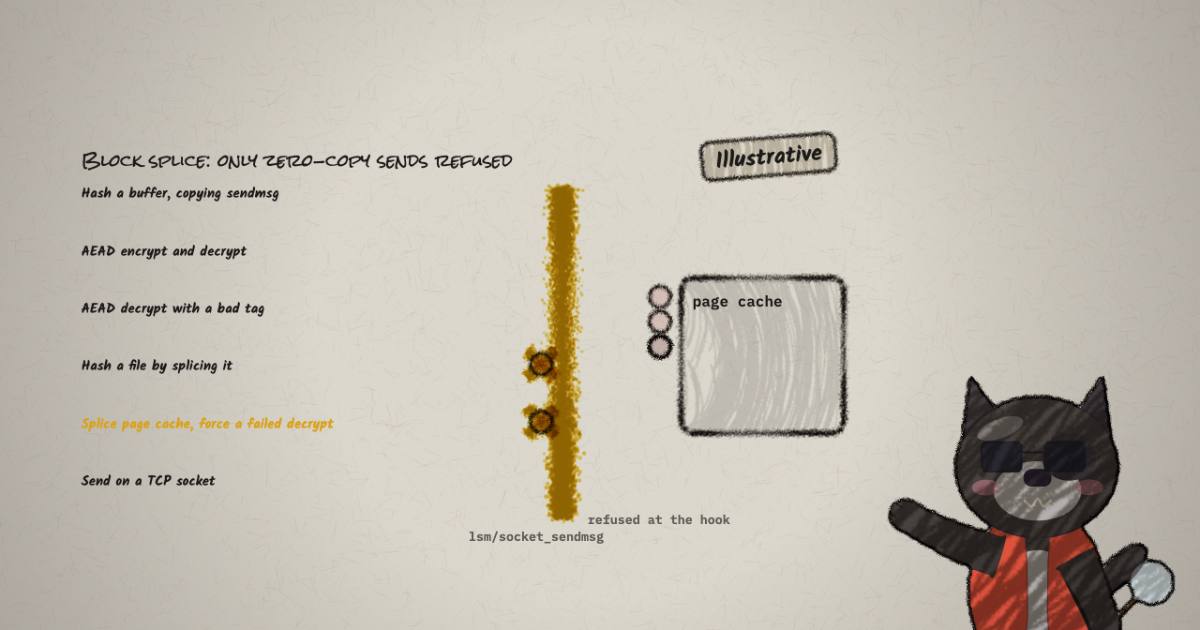 Illustrative
Block splice: only zero-copy sends refused
Hash a buffer, copying sendmsg
AEAD encrypt and decrypt
page cache
AEAD decrypt with a bad tag
Hash a file by splicing it
Splice page cache, force a failed decrypt
Send on a TCP socket
refused at the hook
lsm/socket_sendmsg